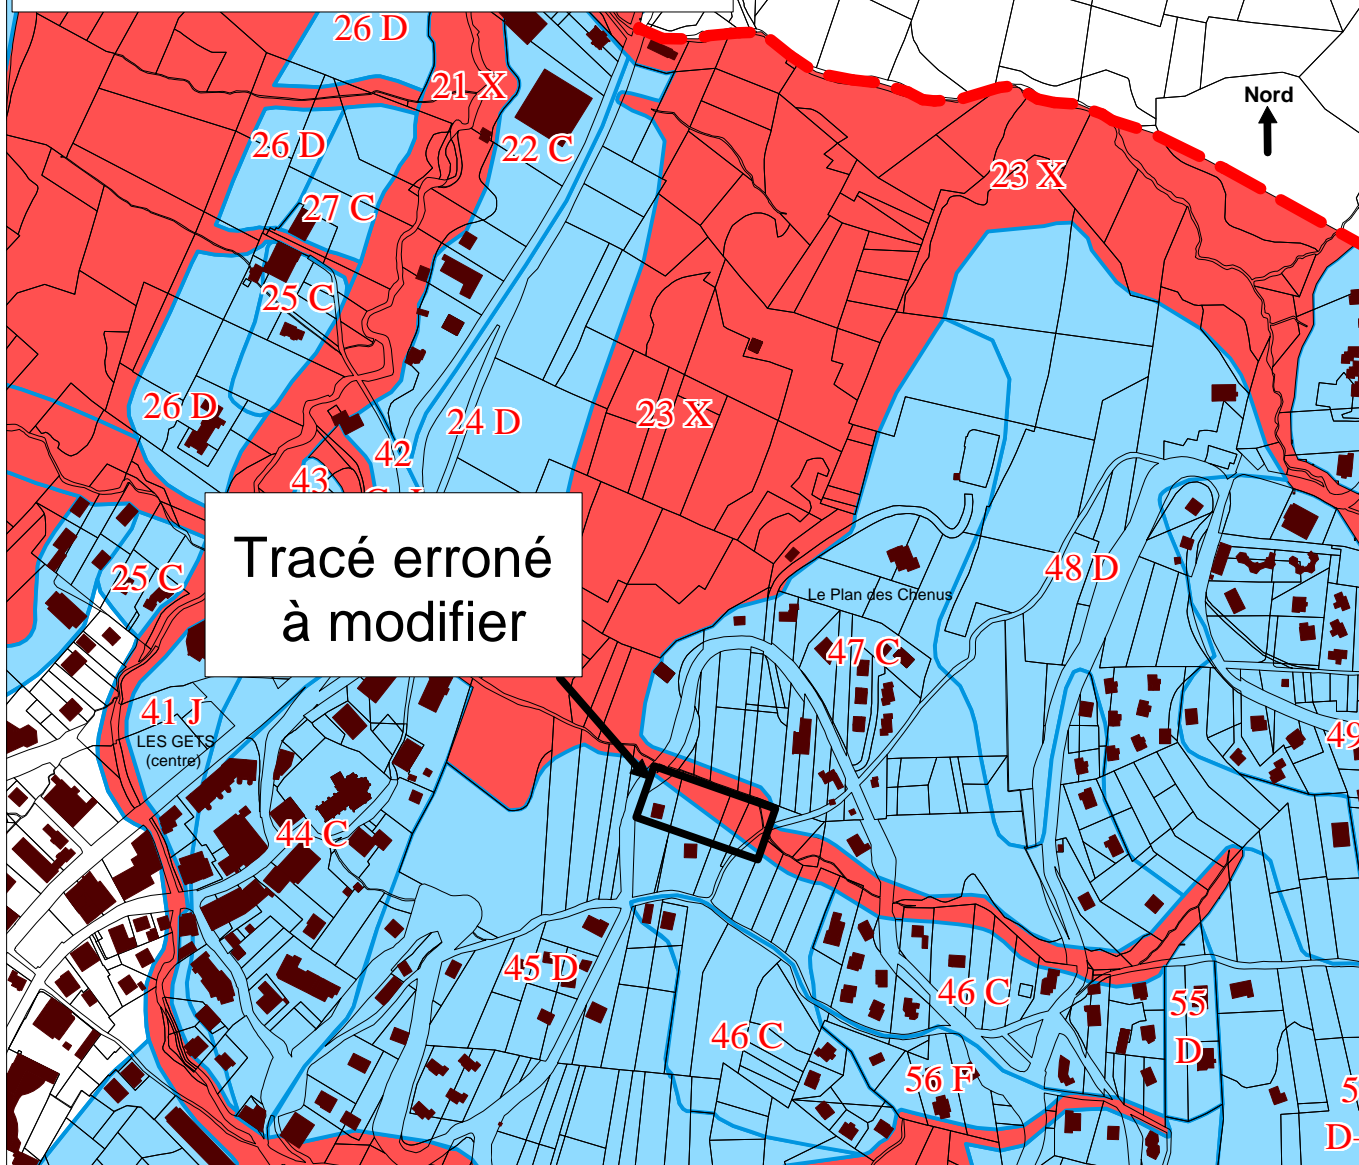 26 D
21 X
Nord
26 D
22 C
23 X
27 C
25 C
26 D
24 D
23 X
42
43
Tracé erroné
à modifier
25 C
48 D
Le Plan des Chenus
47 C
41 J
LES GETS
(centre)
49
44 C
45 D
46 C
55
D
46 C
56 F
5
D-